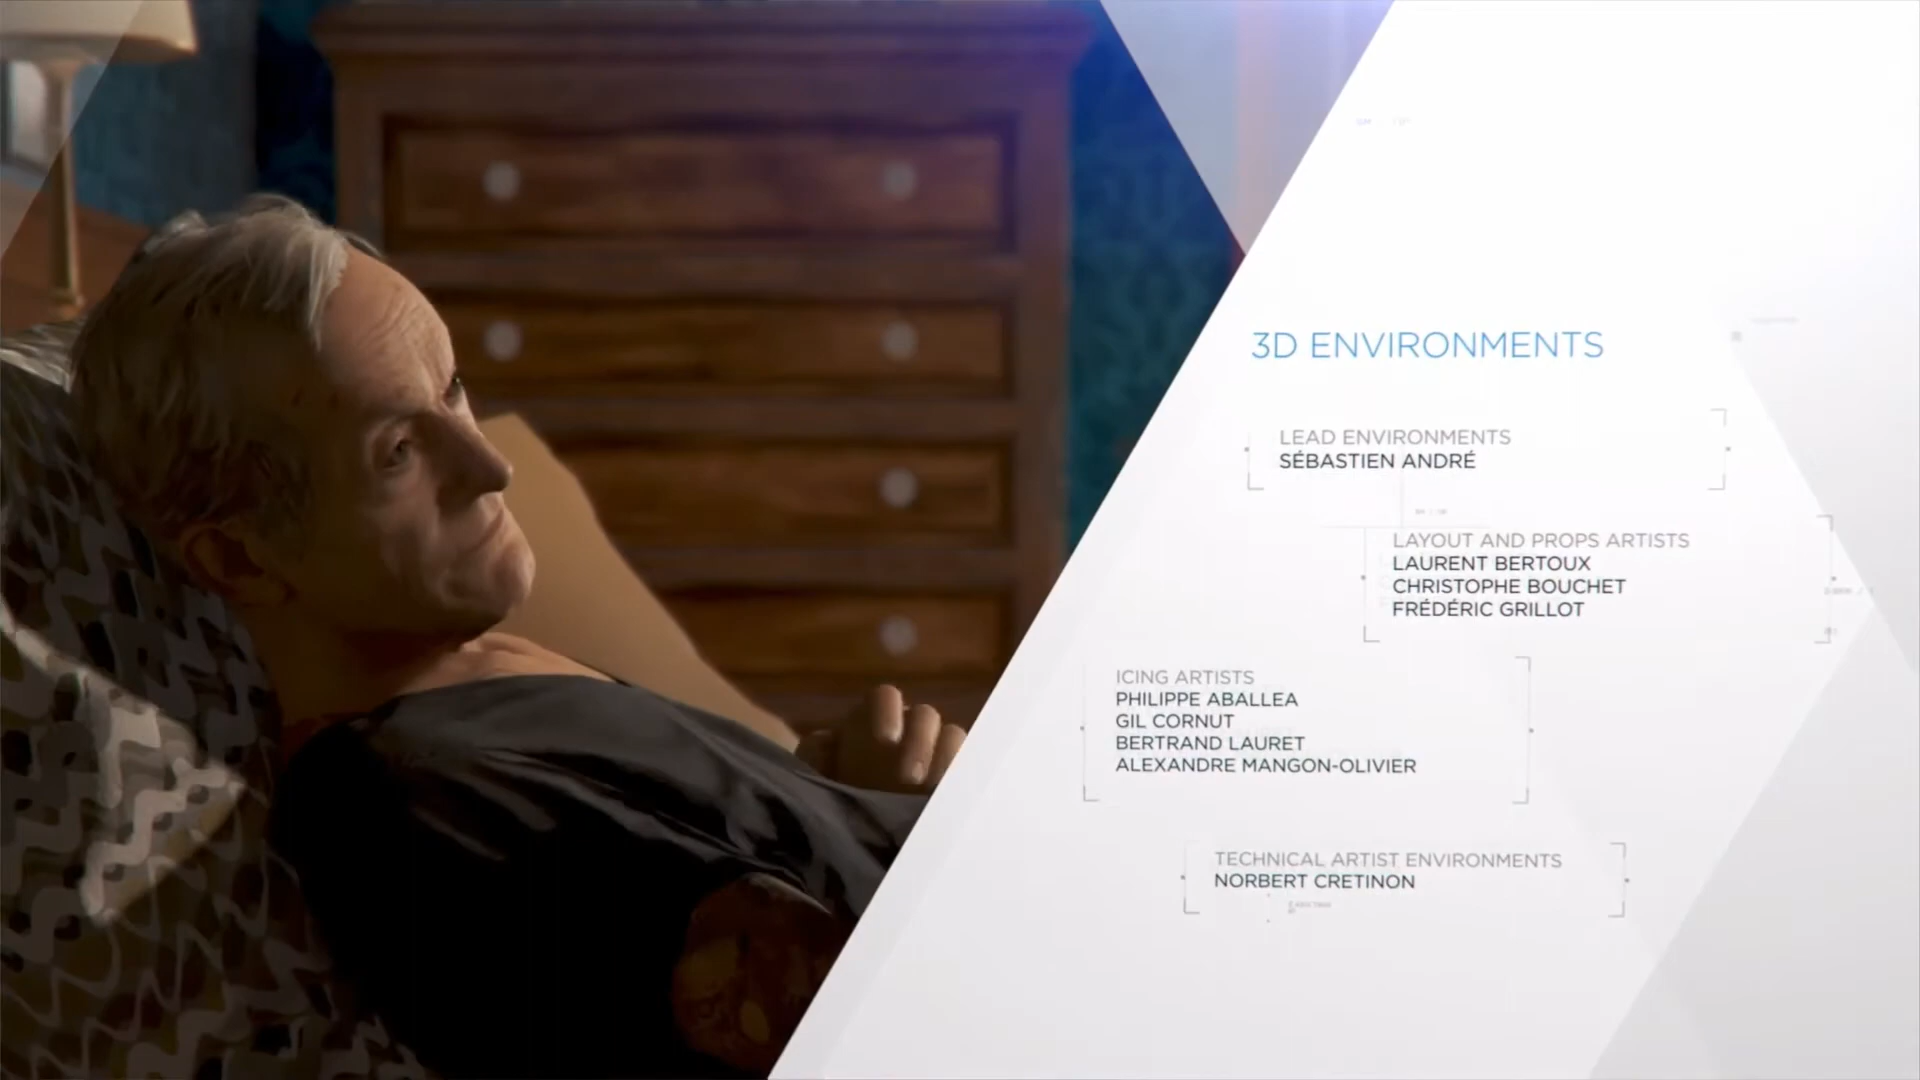 3D ENVIRONMENTS
LEAD ENVIRONMENTS
SÉBASTIEN ANDRÉ
LAYOUT AND PROPS ARTISTS
LAURENT BERTOUX
CHRISTOPHE BOUCHET
FRÉDÉRIC GRILLOT
ICING ARTISTS
PHILIPPE ABALLEA
GIL CORNUT
BERTRAND LAURET
ALEXANDRE MANGON-OLIVIER
TECHNICAL ARTIST ENVIRONMENTS
NORBERT CRETINON